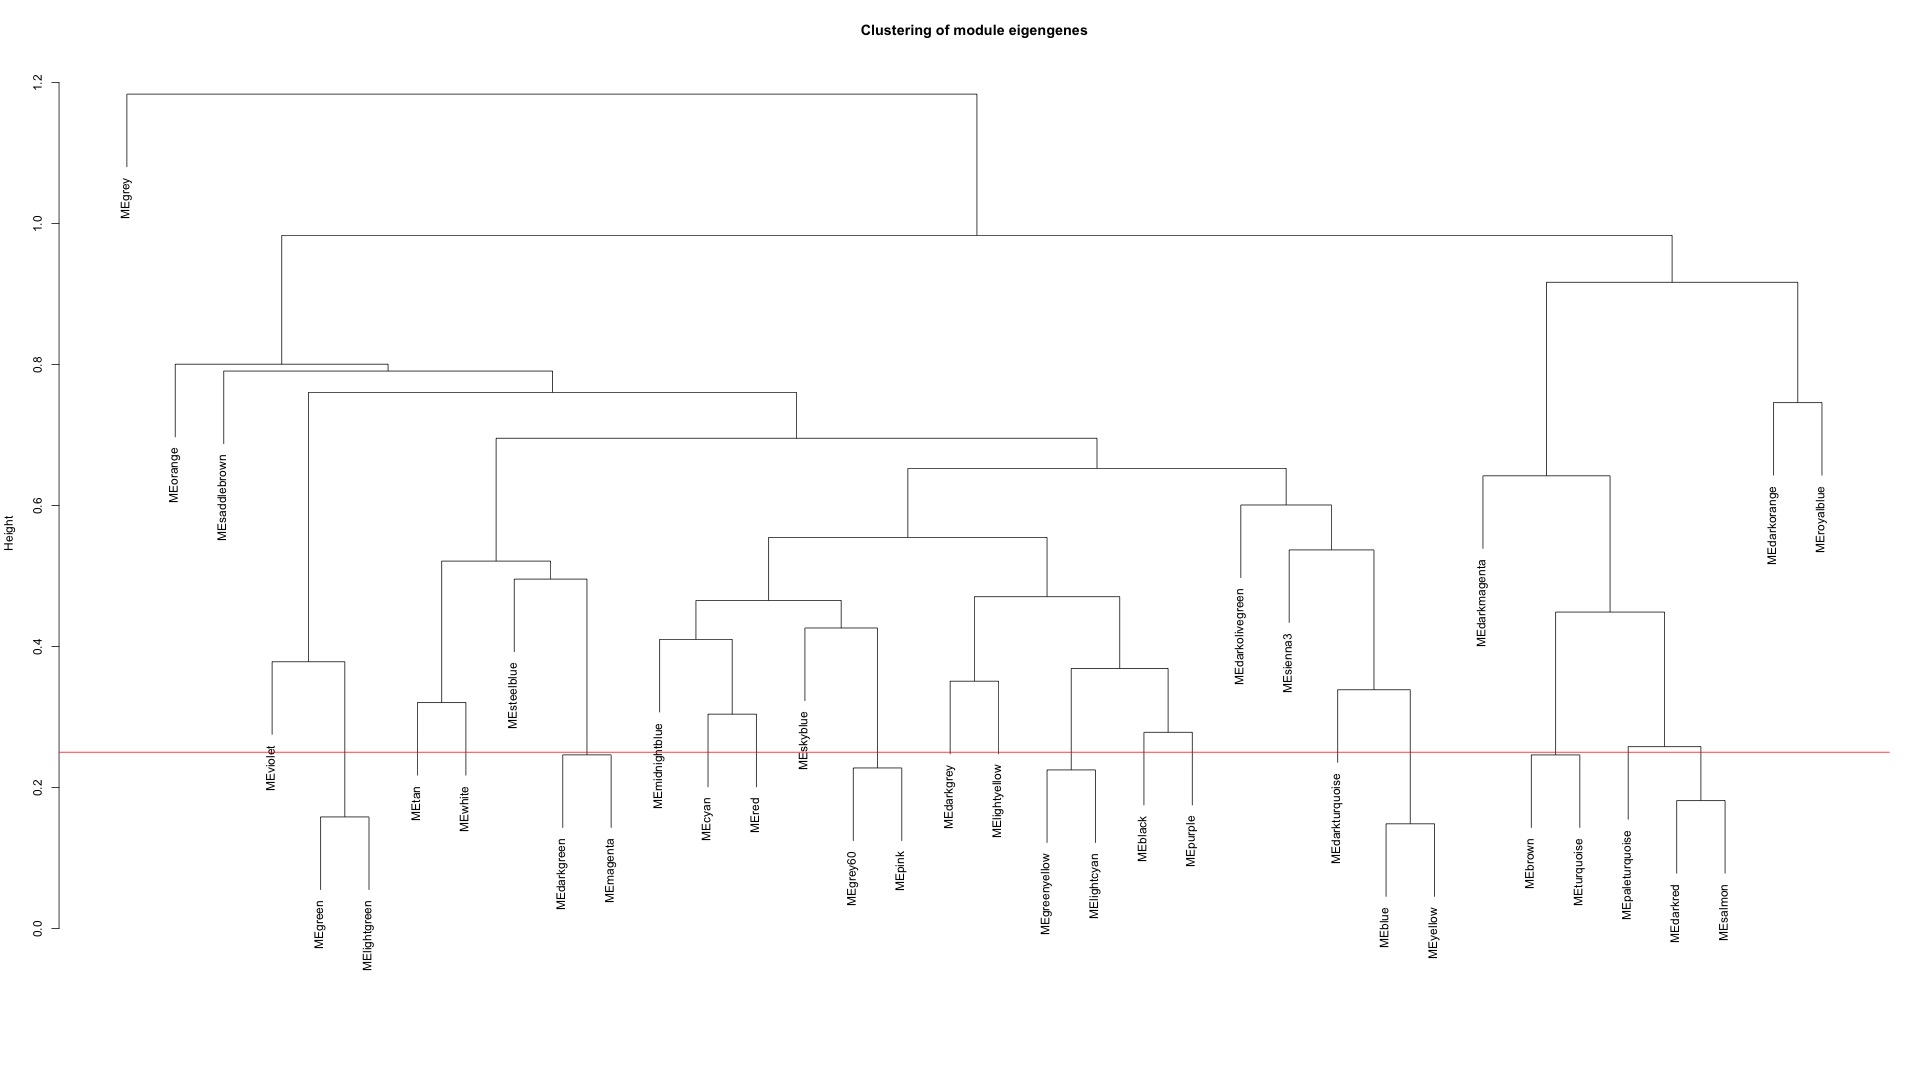 Clustering of module eigengenes
Height
1.2
1.0
0.8
0.6
0.4
0.2
0.0
MEgrey
MEorange
MEsaddlebrown
MEviolet
MEgreen
MElightgreen
MEtan
MEwhite
MEsteelblue
MEdarkgreen
MEmagenta
MEmidnightblue
MEcyan
MEred
MEskyblue
MEgrey60
MEpink
MEdarkgrey
MElightyellow
MEgreenyellow
MElightcyan
MEblack
MEpurple
MEdarkolivegreen
MEsienna3
MEdarkturquoise
MEblue
MEyellow
MEdarkmagenta
MEbrown
MEturquoise
MEpaleturquoise
MEdarkred
MEsalmon
MEdarkorange
MEroyalblue